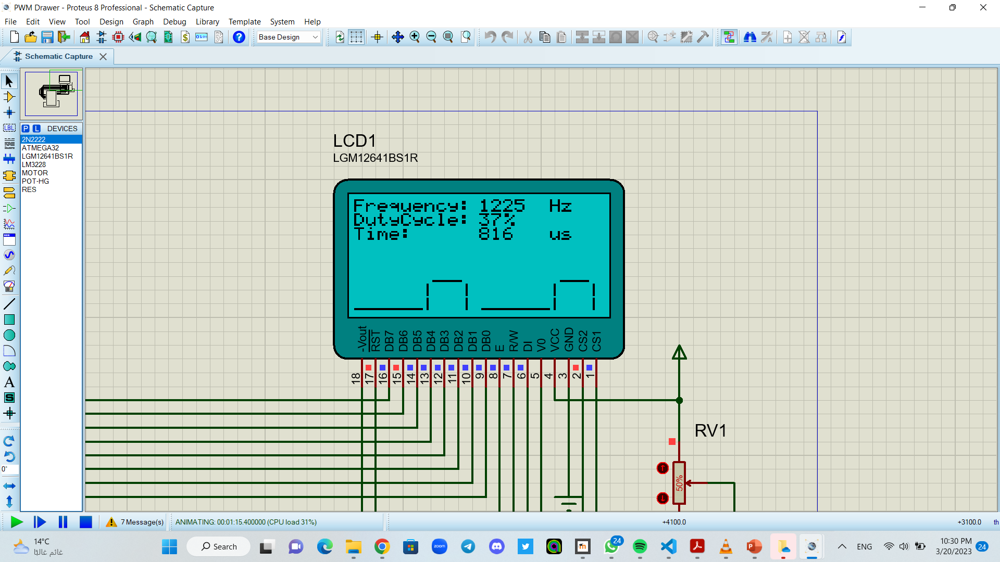 PWM Drawer - Proteus 8 Professional - Schematic Capture
File Edit View Tool Design Graph Debug Library Template System Help
Base Design
Schematic Capture
P L DEVICES
2N2222
ATMEGA32
LGM12641BS1R
LM3228
MOTOR
POT-HG
RES
LBL
A
S
0°
LCD1
LGM12641BS1R
Frequency: 1225 Hz
DutyCycle: 37%
Time: 816 us
-Vout RST DB7 DB6 DB5 DB4 DB3 DB2 DB1 DB0 E R/W DI V0 VCC GND CS2 CS1
18 17 16 15 14 13 12 11 10 9 8 7 6 5 4 3 2 1
RV1
50%
7 Message(s)
ANIMATING: 00:01:15.400000 (CPU load 31%)
+4100.0
+3100.0
th
14°C
غائم غالبًا
Search
zoom
24
ENG
10:30 PM
3/20/2023
24